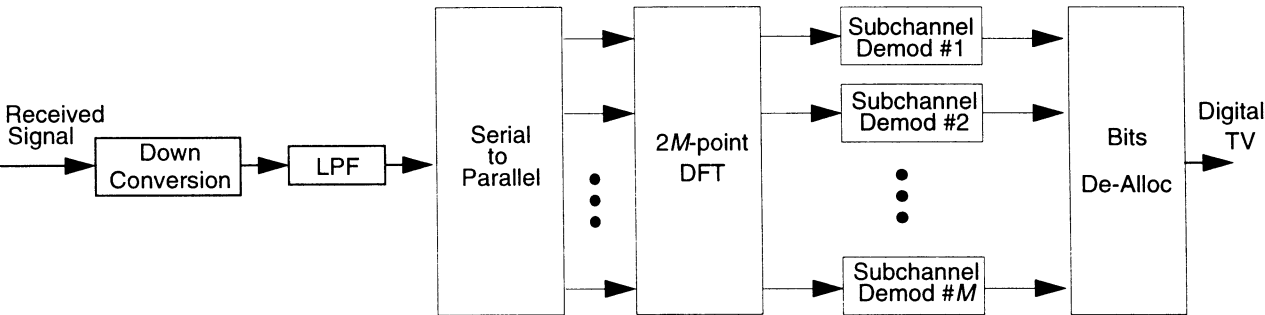 Received
Signal
Down
Conversion
LPF
Serial
to
Parallel
2M-point
DFT
Subchannel
Demod #1
Subchannel
Demod #2
Subchannel
Demod #M
Bits
De-Alloc
Digital
TV